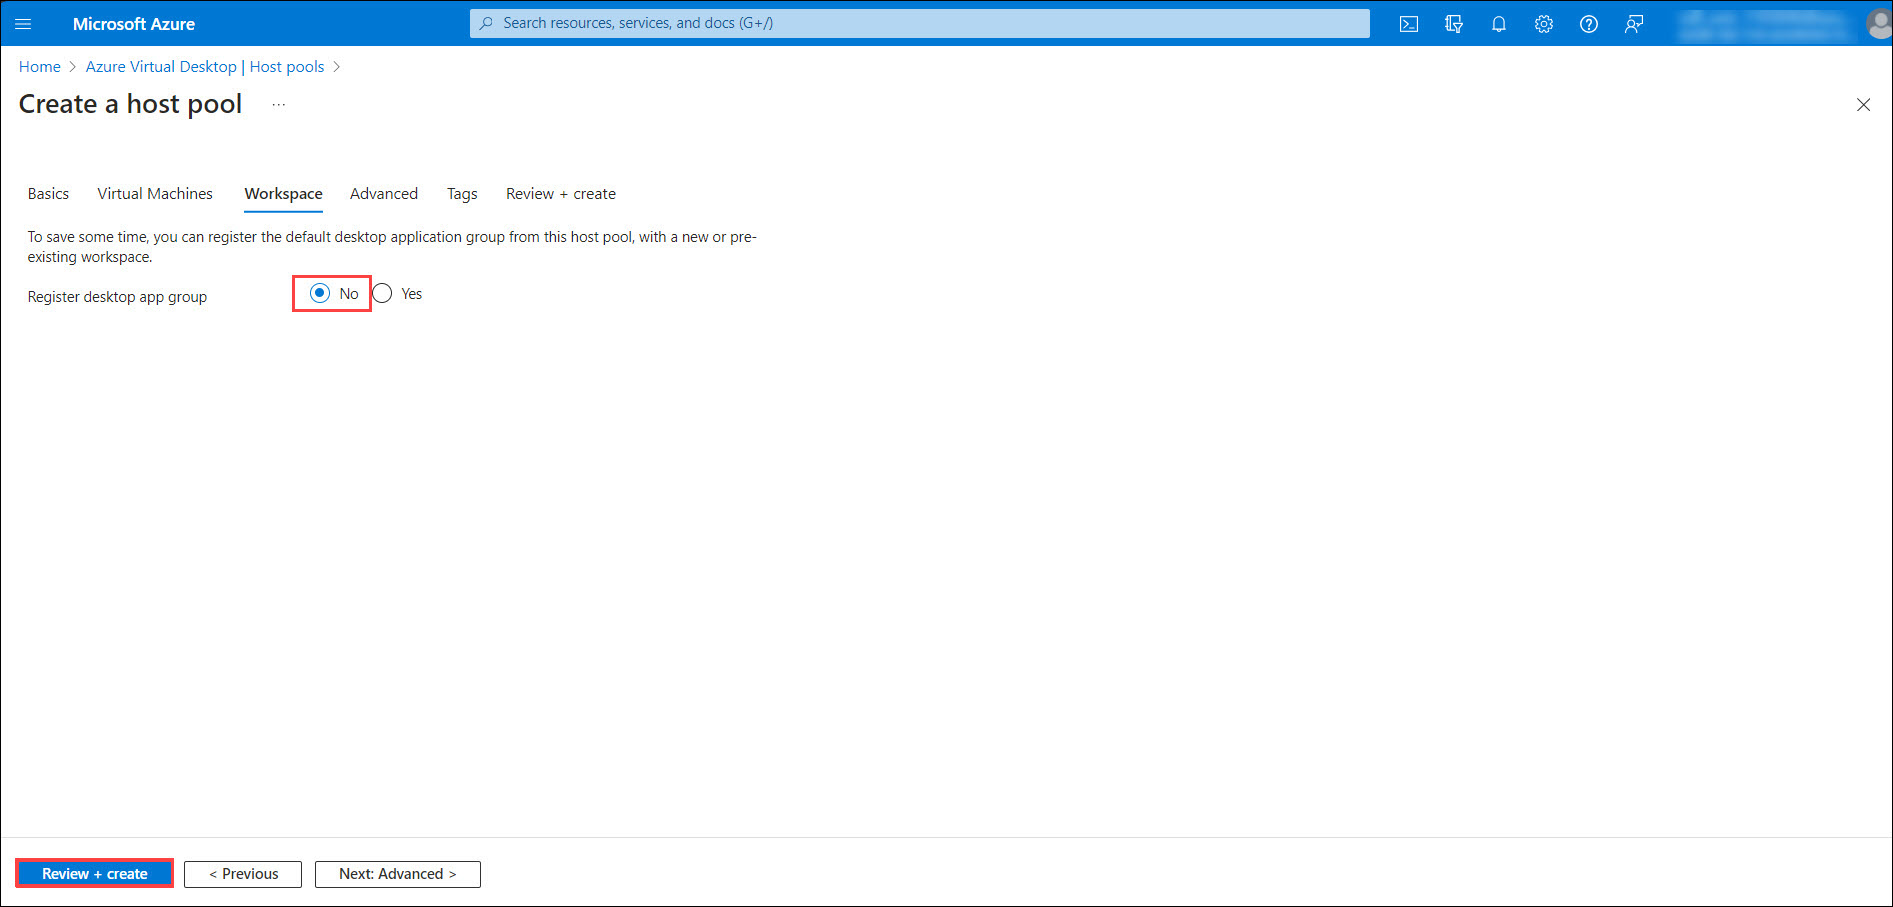 Microsoft Azure
Search resources, services, and docs (G+/)
Home > Azure Virtual Desktop | Host pools >
Create a host pool ...
Basics Virtual Machines Workspace Advanced Tags Review + create
To save some time, you can register the default desktop application group from this host pool, with a new or pre-
existing workspace.
Register desktop app group No Yes
Review + create < Previous Next: Advanced >